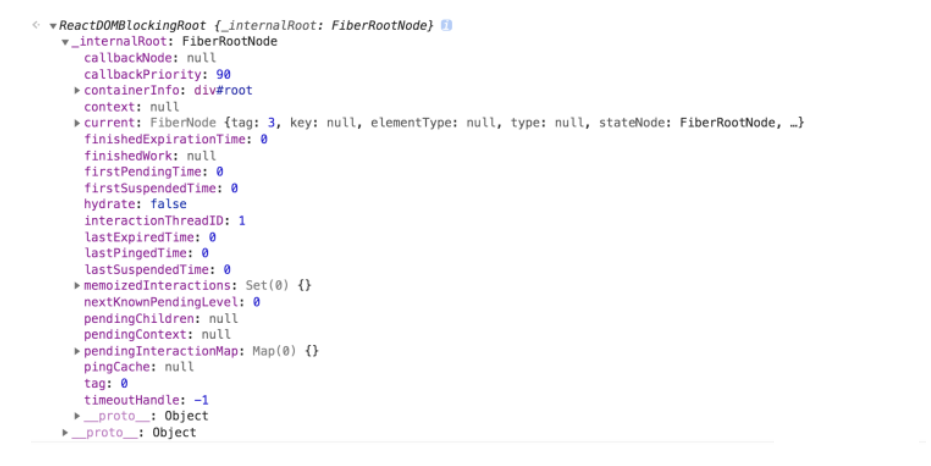 ReactDOMBlockingRoot {_internalRoot: FiberRootNode}
_internalRoot: FiberRootNode
callbackNode: null
callbackPriority: 90
containerInfo: div#root
context: null
current: FiberNode {tag: 3, key: null, elementType: null, type: null, stateNode: FiberRootNode, …}
finishedExpirationTime: 0
finishedWork: null
firstPendingTime: 0
firstSuspendedTime: 0
hydrate: false
interactionThreadID: 1
lastExpiredTime: 0
lastPingedTime: 0
lastSuspendedTime: 0
memoizedInteractions: Set(0) {}
nextKnownPendingLevel: 0
pendingChildren: null
pendingContext: null
pendingInteractionMap: Map(0) {}
pingCache: null
tag: 0
timeoutHandle: -1
__proto__: Object
__proto__: Object